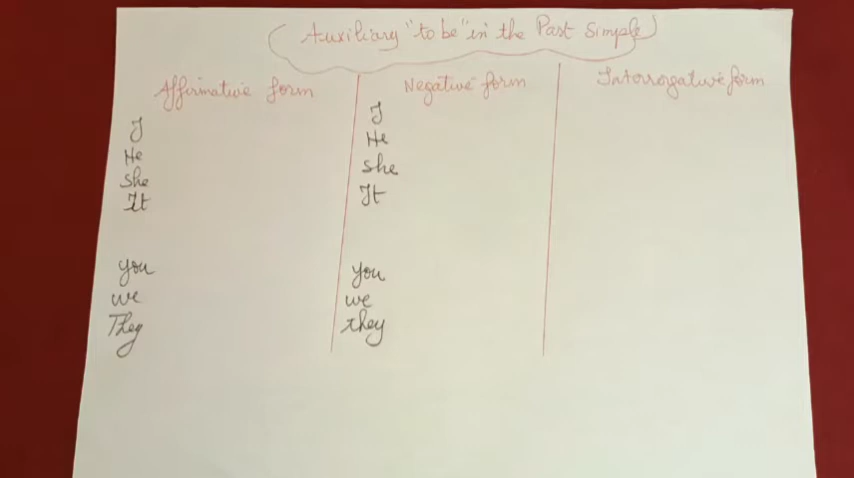 Auxiliary "to be" in the Past Simple
Affirmative form
I
He
she
It
you
we
They
Negative form
I
He
she
It
you
we
they
Interrogative form